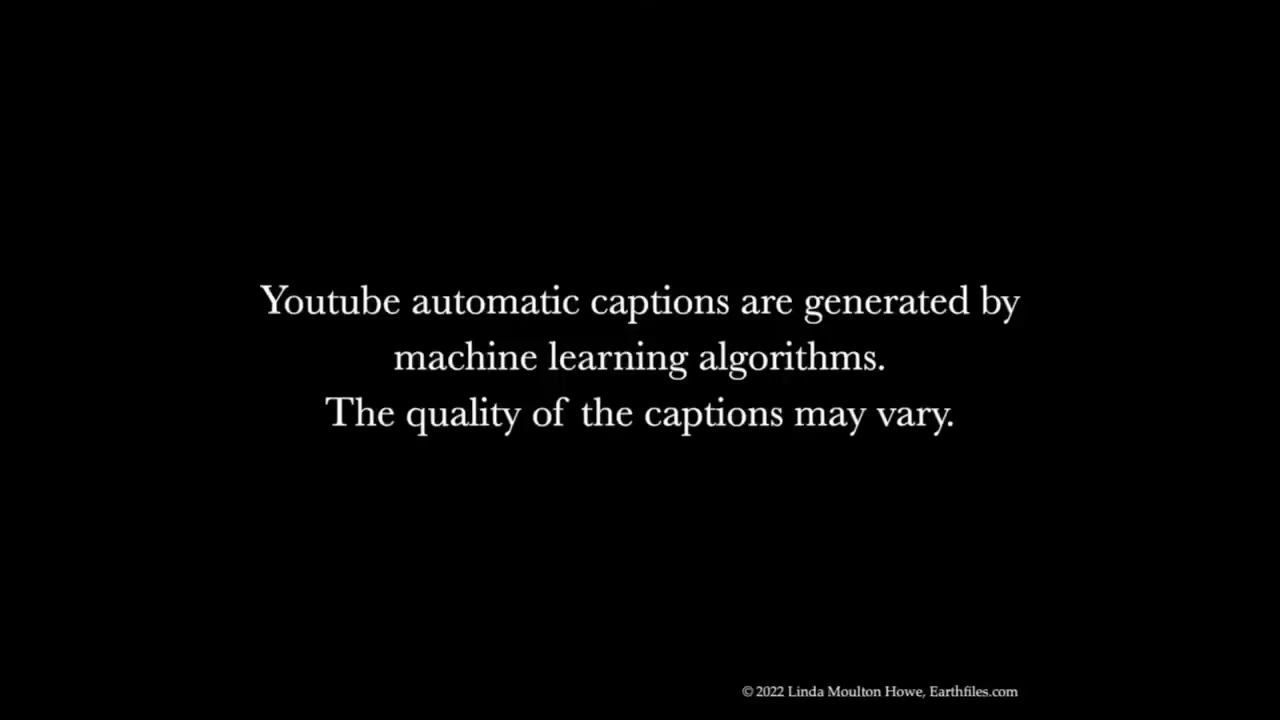 Youtube automatic captions are generated by
machine learning algorithms.
The quality of the captions may vary.
© 2022 Linda Moulton Howe, Earthfiles.com